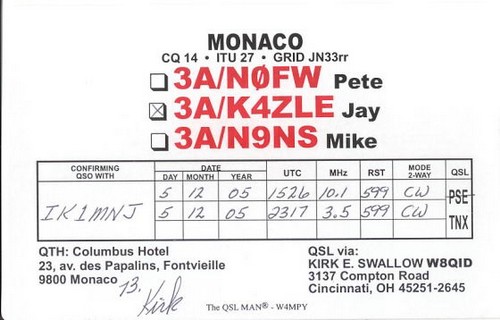 MONACO
CQ 14 • ITU 27 • GRID JN33rr
3A/NØFW Pete
3A/K4ZLE Jay
3A/N9NS Mike
CONFIRMING QSO WITH DATE DAY MONTH YEAR UTC MHz RST MODE 2-WAY QSL
5 12 05 1526 10.1 599 CW PSE
IK1MNJ 5 12 05 2317 3.5 599 CW TNX
QTH: Columbus Hotel
23, av. des Papalins, Fontvieille
9800 Monaco
73. Kirk
QSL via:
KIRK E. SWALLOW W8QID
3137 Compton Road
Cincinnati, OH 45251-2645
The QSL MAN® - W4MPY